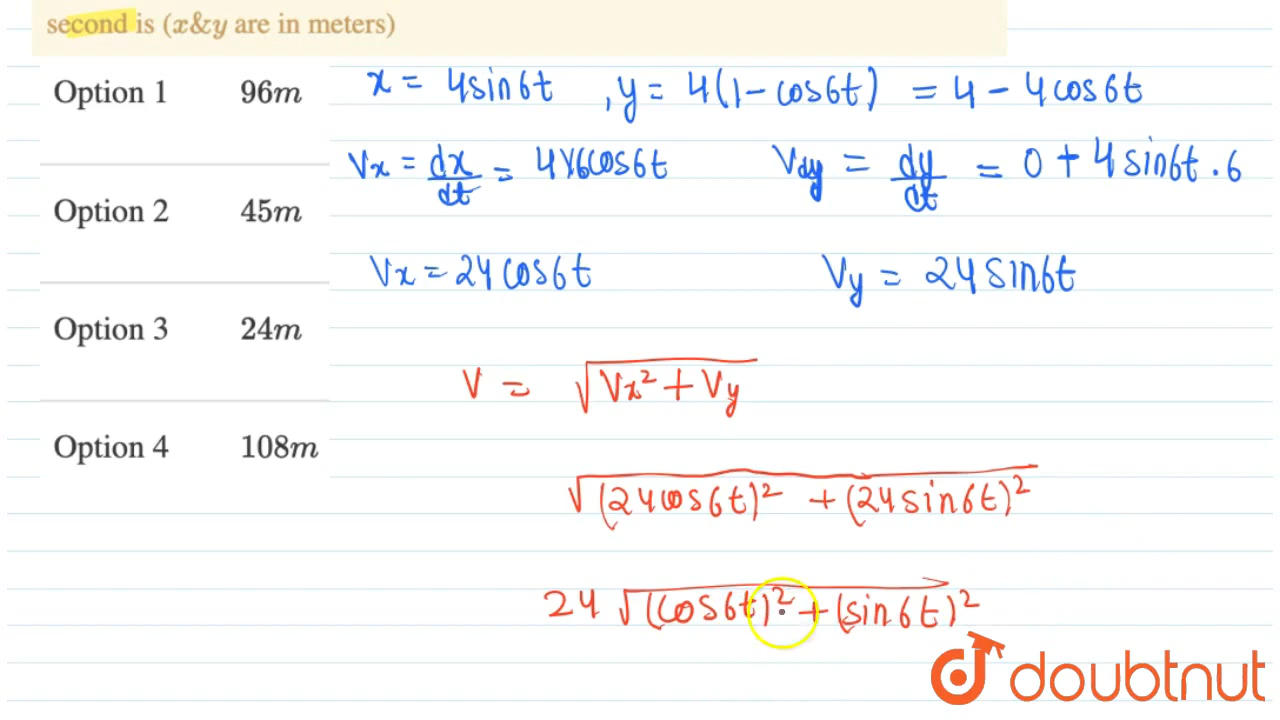 second is (x&y are in meters)
Option 1 96m
x = 4sin6t , y = 4(1-cos6t) = 4 - 4cos6t
Vx = dx/dt = 4×6cos6t Vdy = dy/dt = 0 + 4sin6t . 6
Option 2 45m
Vx = 24cos6t Vy = 24sin6t
Option 3 24m
V = √Vx² + Vy
Option 4 108m
√(24cos6t)² + (24sin6t)²
24 √(cos6t)² + (sin6t)²
doubtnut